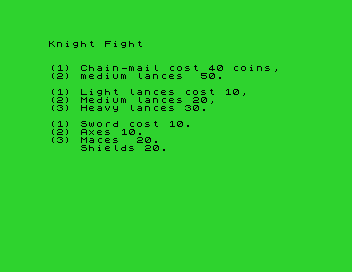 Knight Fight
(1) Chain-mail cost 40 coins,
(2) medium lances  50.
(1) Light lances cost 10,
(2) Medium lances 20,
(3) Heavy lances 30.
(1) Sword cost 10.
(2) Axes 10.
(3) Maces  20.
Shields 20.